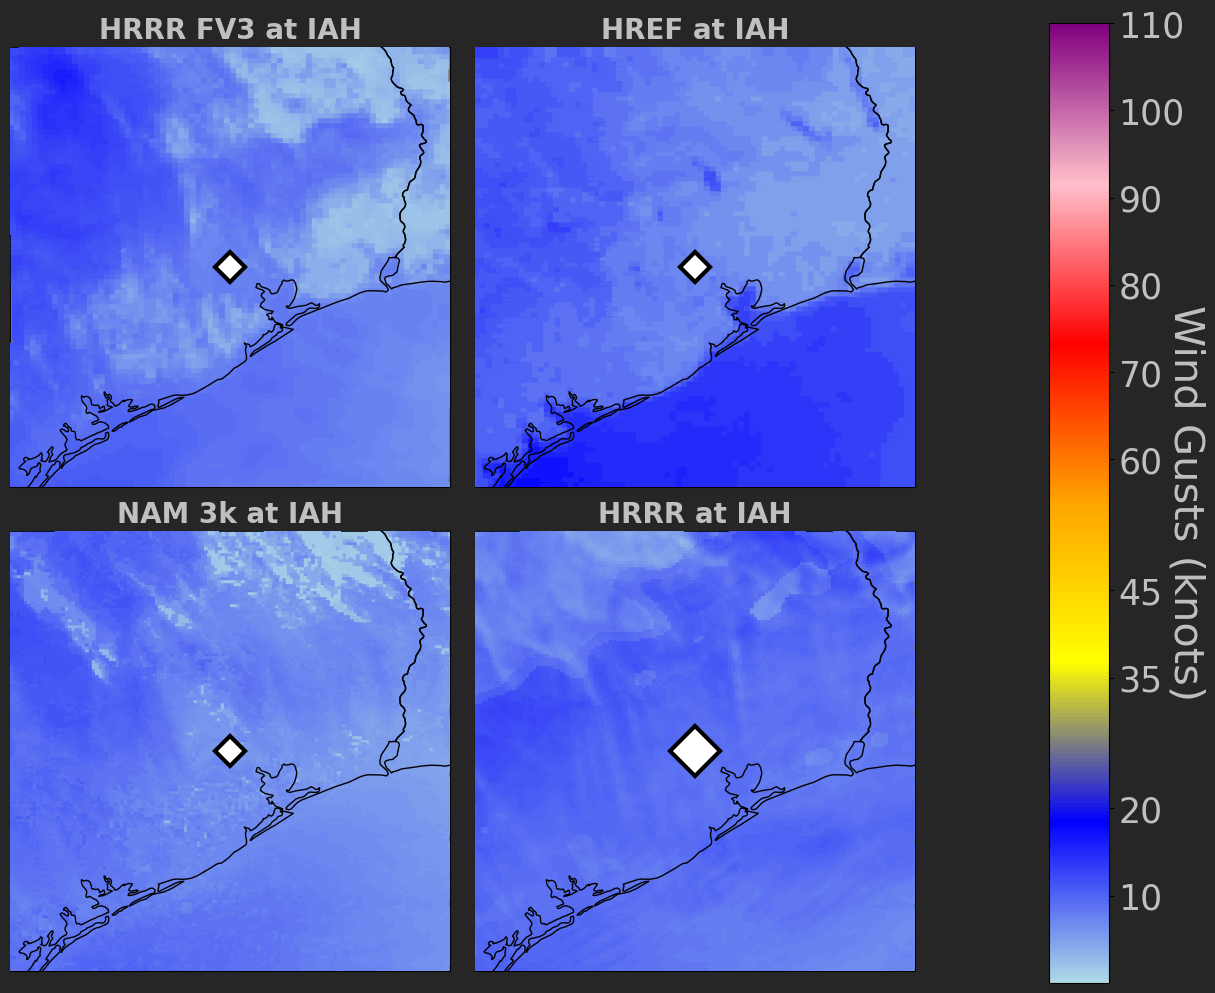 HRRR FV3 at IAH
HREF at IAH
NAM 3k at IAH
HRRR at IAH
110
100
90
80
70
60
45
35
20
10
Wind Gusts (knots)